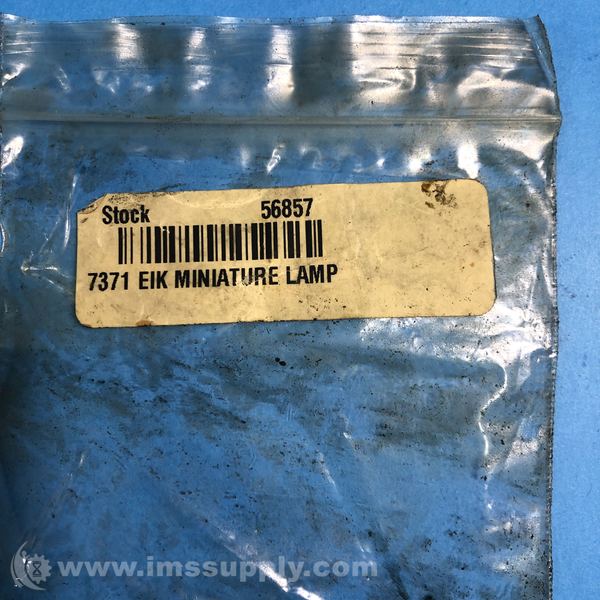 Stock 56857
7371 EIK MINIATURE LAMP
www.imssupply.com